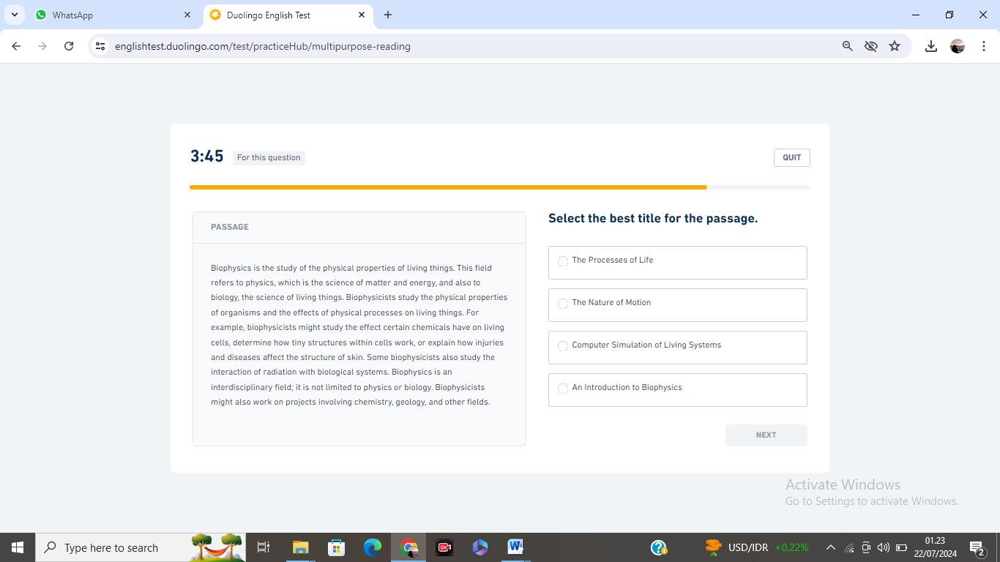 WhatsApp
Duolingo English Test
englishtest.duolingo.com/test/practiceHub/multipurpose-reading
3:45 For this question
QUIT
PASSAGE
Biophysics is the study of the physical properties of living things. This field
refers to physics, which is the science of matter and energy, and also to
biology, the science of living things. Biophysicists study the physical properties
of organisms and the effects of physical processes on living things. For
example, biophysicists might study the effect certain chemicals have on living
cells, determine how tiny structures within cells work, or explain how injuries
and diseases affect the structure of skin. Some biophysicists also study the
interaction of radiation with biological systems. Biophysics is an
interdisciplinary field; it is not limited to physics or biology. Biophysicists
might also work on projects involving chemistry, geology, and other fields.
Select the best title for the passage.
The Processes of Life
The Nature of Motion
Computer Simulation of Living Systems
An Introduction to Biophysics
NEXT
Activate Windows
Go to Settings to activate Windows.
Type here to search
USD/IDR +0,22%
01.23
22/07/2024
2